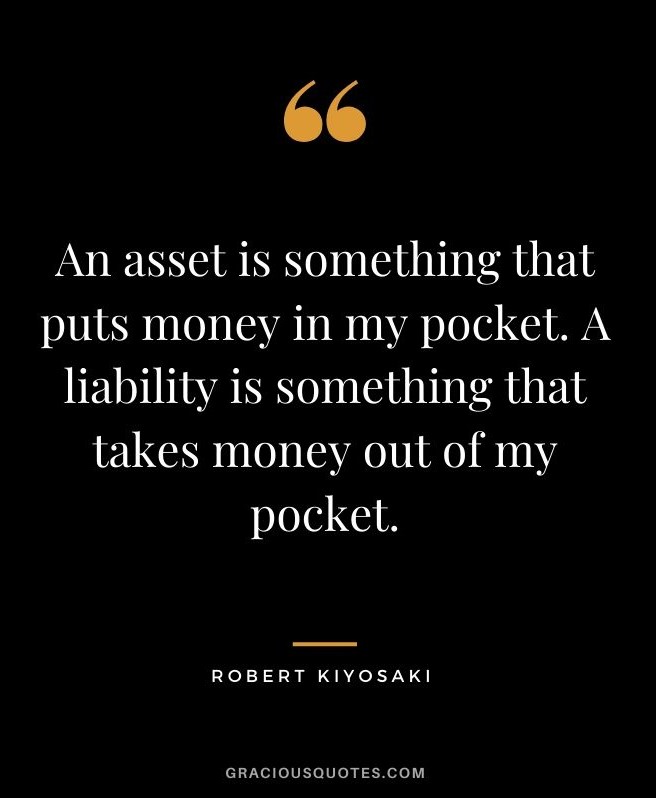 “
An asset is something that
puts money in my pocket. A
liability is something that
takes money out of my
pocket.
ROBERT KIYOSAKI
GRACIOUSQUOTES.COM